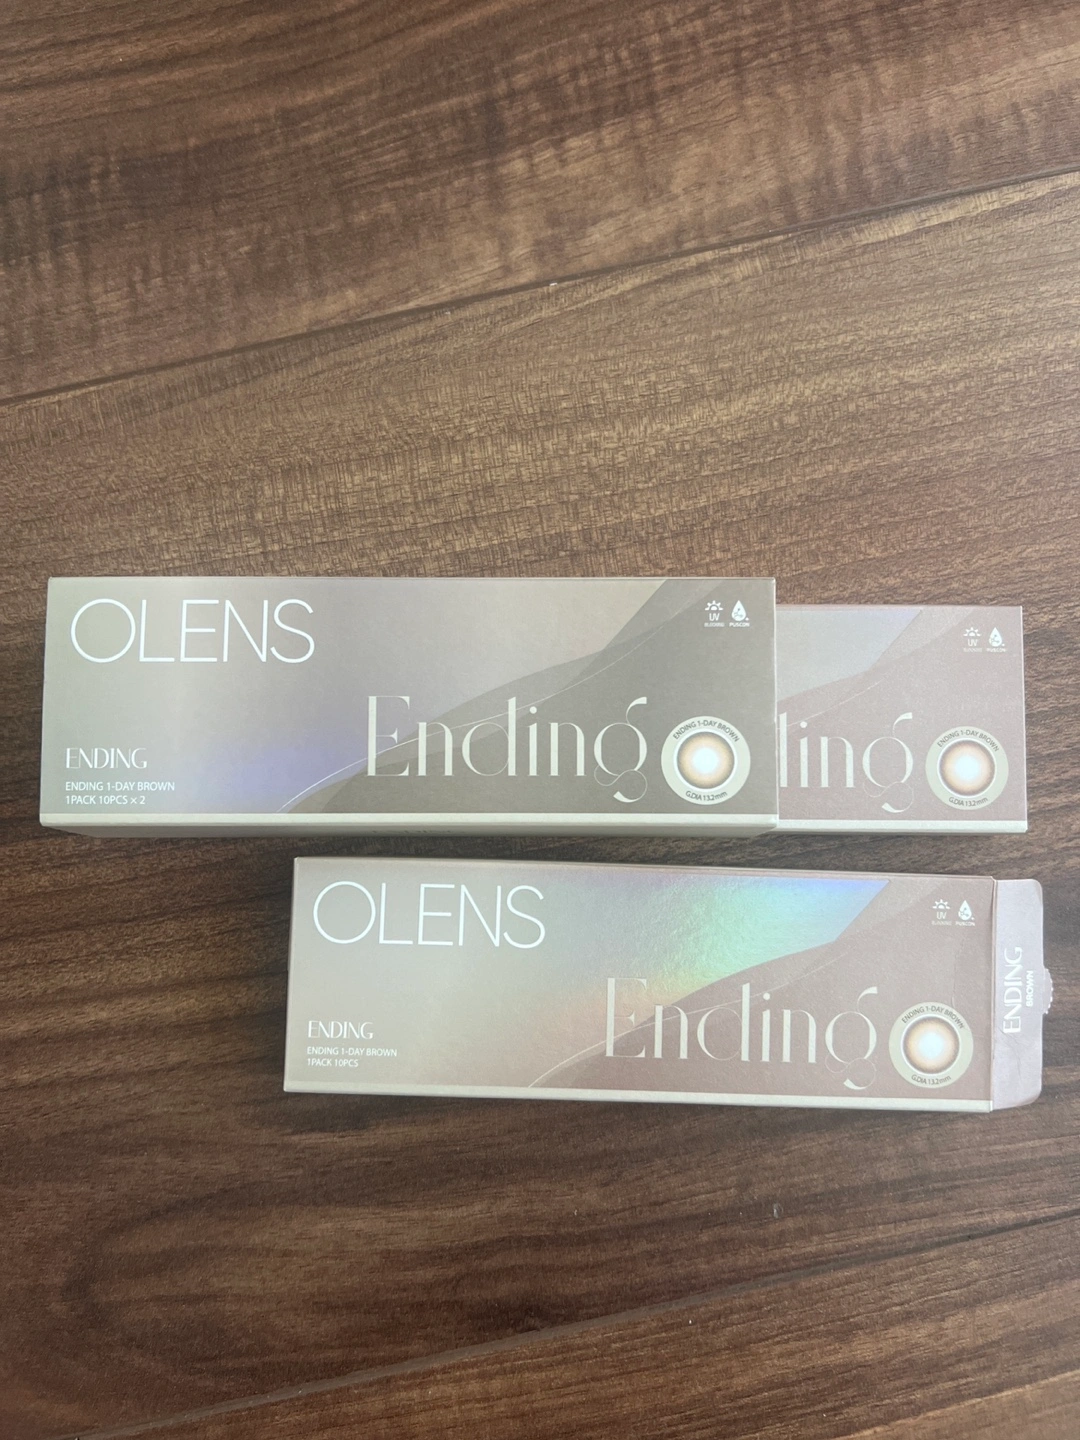 OLENS
UV
Ending
ENDING
ENDING 1-DAY BROWN
1PACK 10PCS × 2
ENDING 1-DAY BROWN
G.DIA 13.2mm
UV
ding
ENDING 1-DAY BROWN
G.DIA 13.2mm
OLENS
UV
Ending
ENDING
ENDING 1-DAY BROWN
1PACK 10PCS
ENDING 1-DAY BROWN
G.DIA 13.2mm
ENDING
BROWN